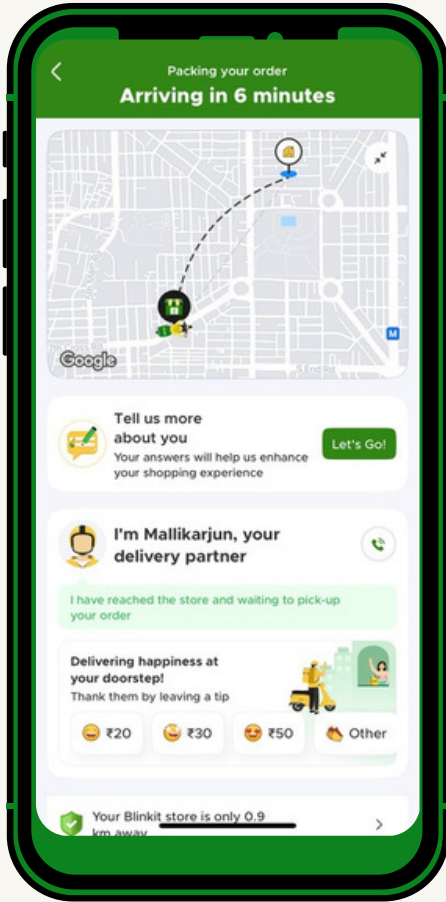 Packing your order
Arriving in 6 minutes
M
Google
S End Rd
Tell us more
about you
Your answers will help us enhance
your shopping experience
Let's Go!
I'm Mallikarjun, your
delivery partner
I have reached the store and waiting to pick-up
your order
Delivering happiness at
your doorstep!
Thank them by leaving a tip
₹20
₹30
₹50
Other
Your Blinkit store is only 0.9
km away